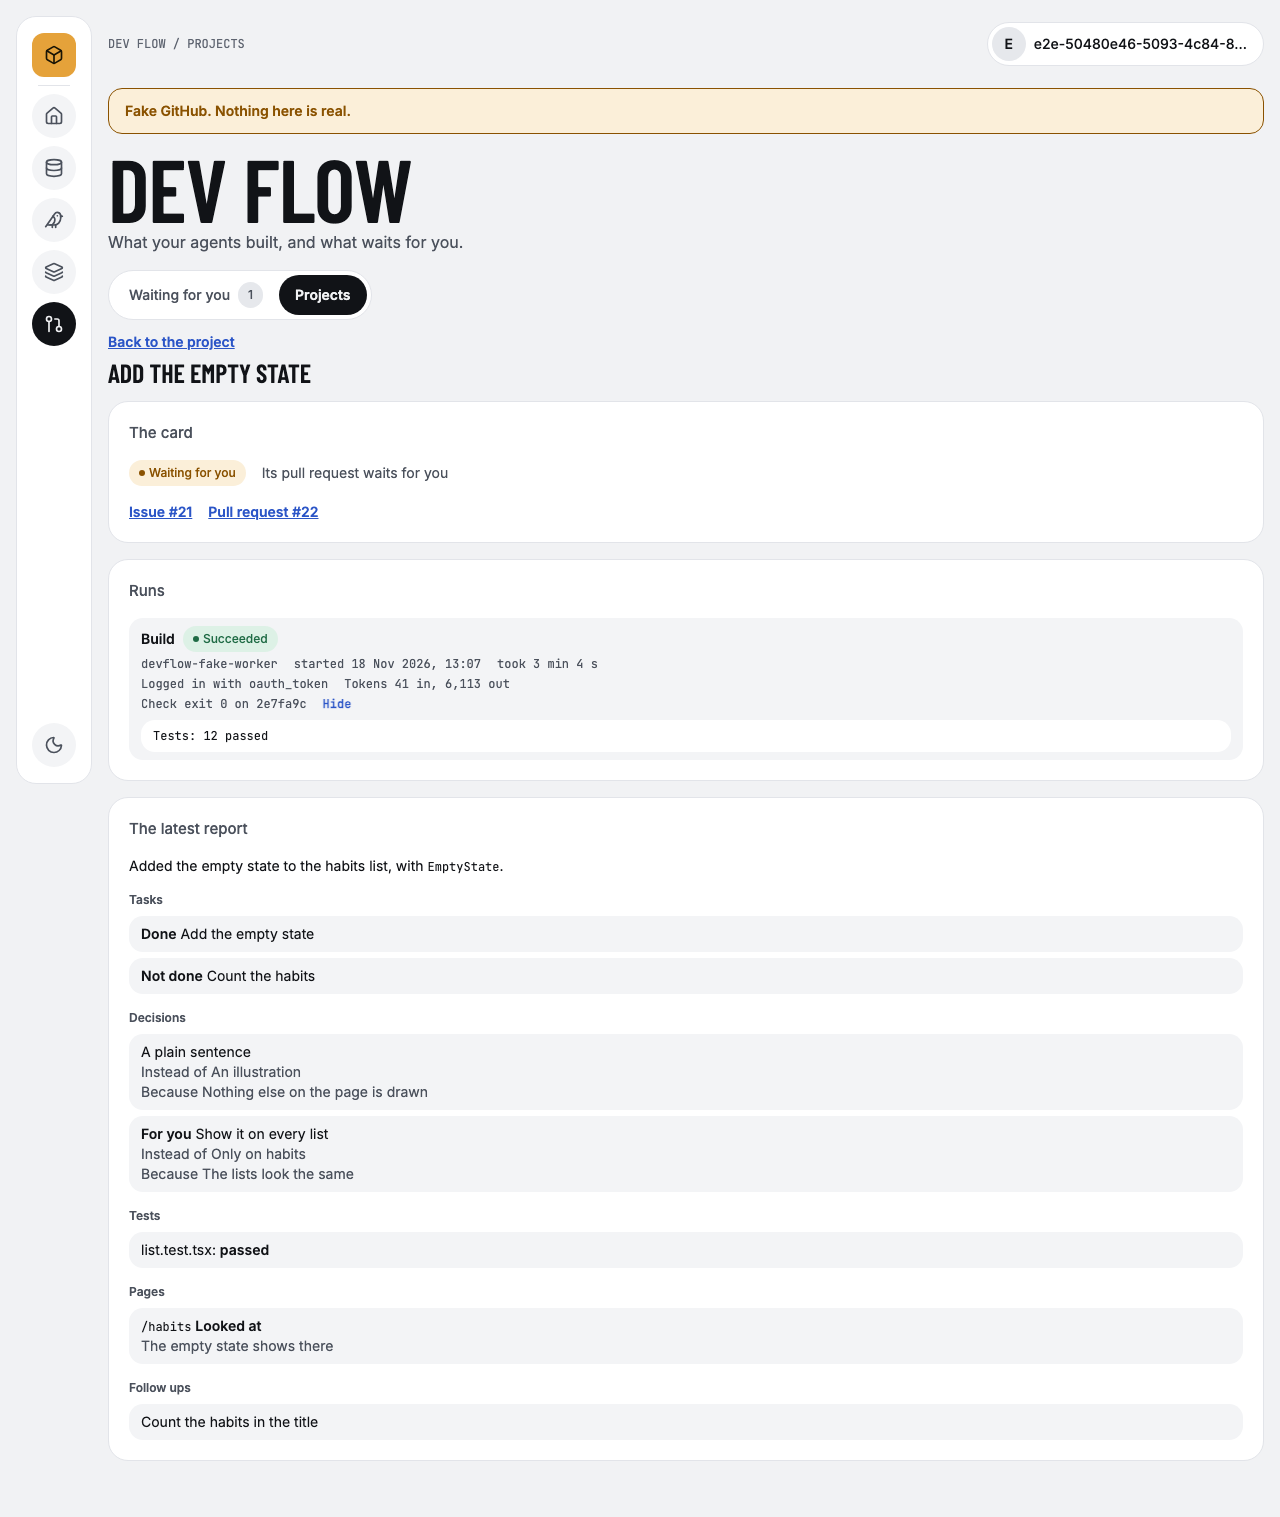 DEV FLOW / PROJECTS
E
e2e-50480e46-5093-4c84-8...
Fake GitHub. Nothing here is real.
DEV FLOW
What your agents built, and what waits for you.
Waiting for you 1
Projects
Back to the project
ADD THE EMPTY STATE
The card
Waiting for you Its pull request waits for you
Issue #21 Pull request #22
Runs
Build Succeeded
devflow-fake-worker started 18 Nov 2026, 13:07 took 3 min 4 s
Logged in with oauth_token Tokens 41 in, 6,113 out
Check exit 0 on 2e7fa9c Hide
Tests: 12 passed
The latest report
Added the empty state to the habits list, with EmptyState.
Tasks
Done Add the empty state
Not done Count the habits
Decisions
A plain sentence
Instead of An illustration
Because Nothing else on the page is drawn
For you Show it on every list
Instead of Only on habits
Because The lists look the same
Tests
list.test.tsx: passed
Pages
/habits Looked at
The empty state shows there
Follow ups
Count the habits in the title